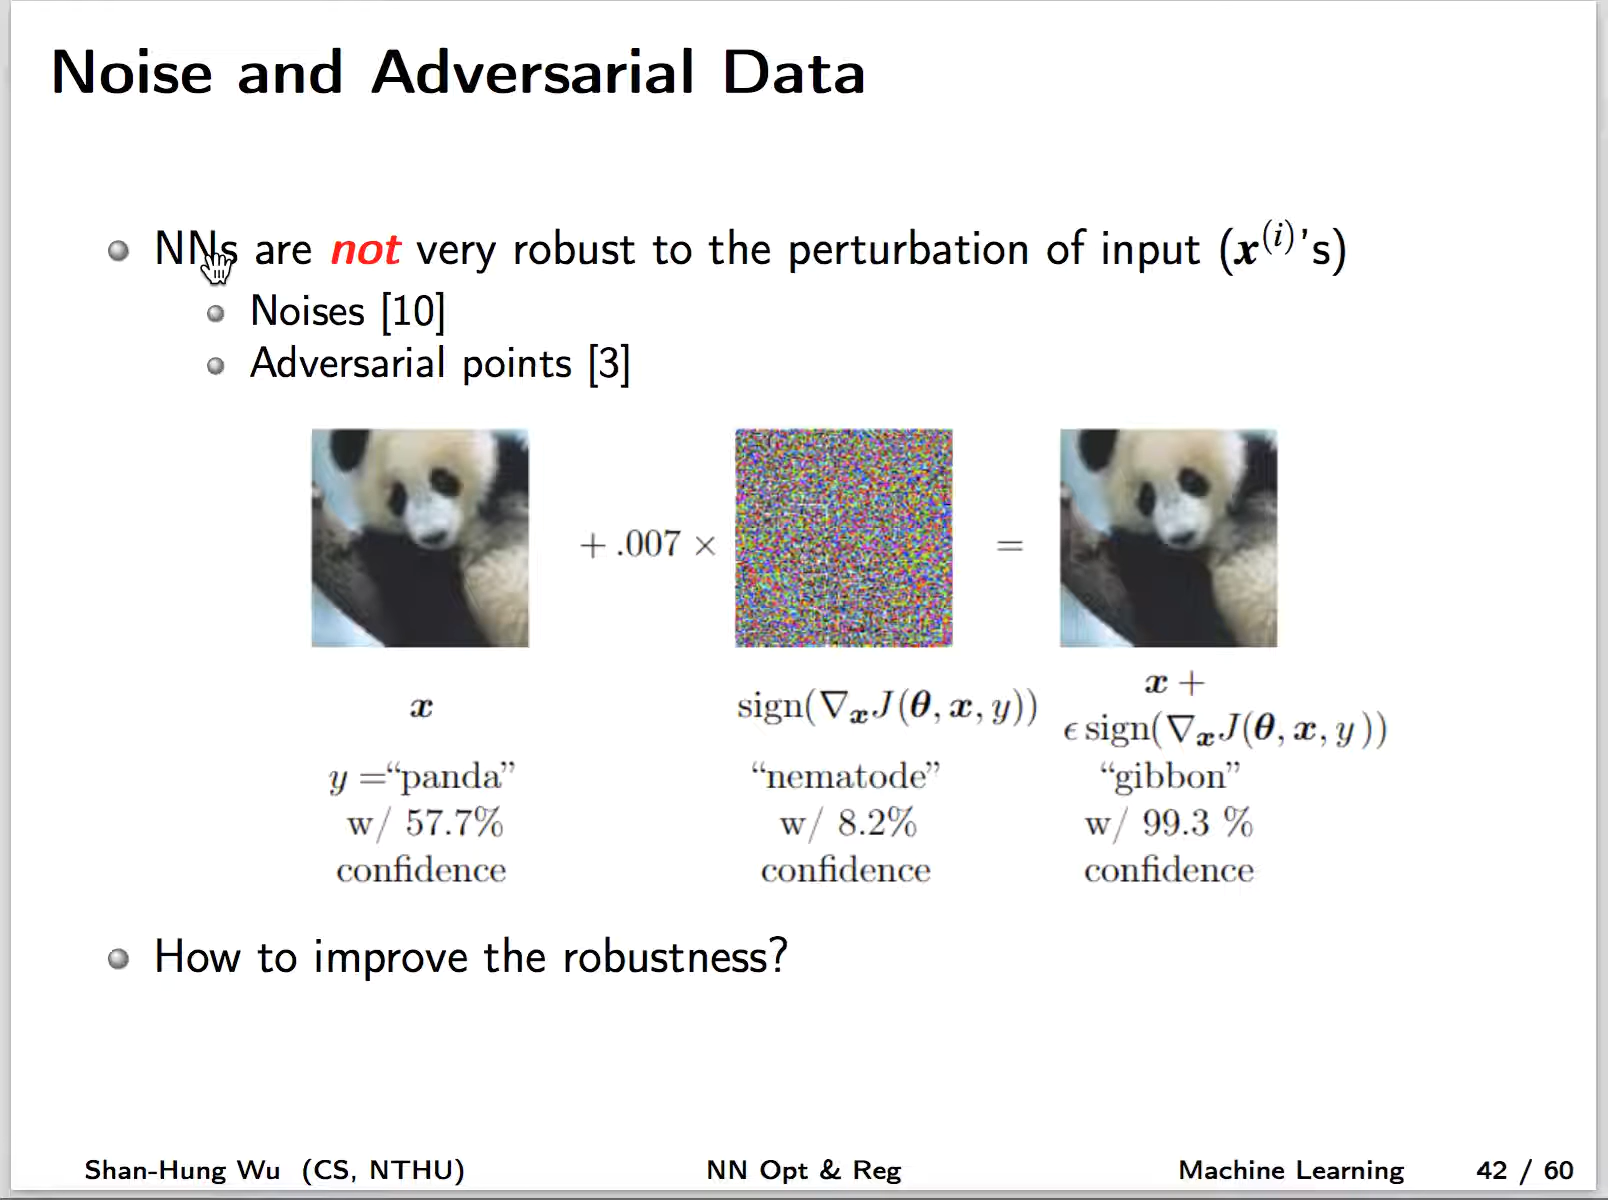 Noise and Adversarial Data
NNs are not very robust to the perturbation of input (x^(i)'s)
Noises [10]
Adversarial points [3]
+ .007 ×
=
x
y =“panda”
w/ 57.7%
confidence
sign(∇ₓJ(θ, x, y))
“nematode”
w/ 8.2%
confidence
x +
ϵ sign(∇ₓJ(θ, x, y))
“gibbon”
w/ 99.3 %
confidence
How to improve the robustness?
Shan-Hung Wu (CS, NTHU)
NN Opt & Reg
Machine Learning
42 / 60